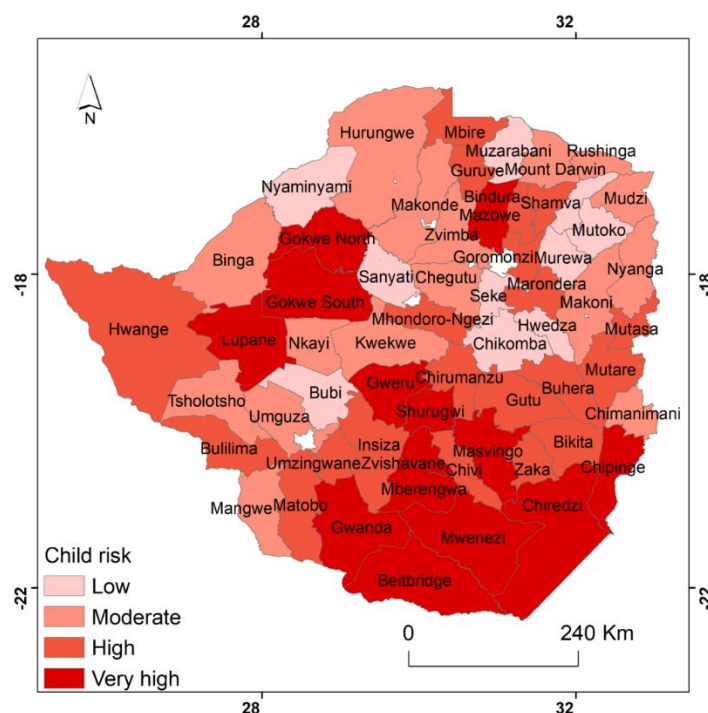 28 32
N
Hurungwe
Mbire
Muzarabani
Rushinga
Guruve
Mount Darwin
Nyaminyami
Makonde
Bindura
Shamva
Mudzi
Mazowe
Mutoko
Gokwe North
Zvimba
Binga
Goromonzi
Murewa
Nyanga
-18 -18
Sanyati
Chegutu
Seke
Marondera
Gokwe South
Makoni
Hwange
Mhondoro-Ngezi
Hwedza
Mutasa
Lupane
Nkayi
Kwekwe
Chikomba
Mutare
Gweru
Chirumanzu
Bubi
Buhera
Tsholotsho
Shurugwi
Gutu
Umguza
Chimanimani
Bulilima
Insiza
Masvingo
Bikita
Umzingwane
Zvishavane
Chivi
Zaka
Chipinge
Mberengwa
Mangwe
Matobo
Chiredzi
Gwanda
Mwenezi
Child risk
Beitbridge
-22 -22
Low
Moderate
High
Very high
0 240 Km
28 32